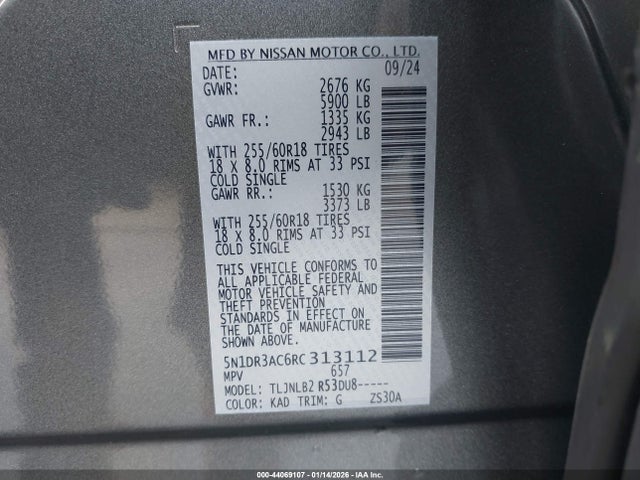 MFD BY NISSAN MOTOR CO., LTD.
DATE: 09/24
GVWR: 2676 KG
5900 LB
GAWR FR.: 1335 KG
2943 LB
WITH 255/60R18 TIRES
18 X 8.0 RIMS AT 33 PSI
COLD SINGLE
GAWR RR.: 1530 KG
3373 LB
WITH 255/60R18 TIRES
18 X 8.0 RIMS AT 33 PSI
COLD SINGLE
THIS VEHICLE CONFORMS TO
ALL APPLICABLE FEDERAL
MOTOR VEHICLE SAFETY AND
THEFT PREVENTION
STANDARDS IN EFFECT ON
THE DATE OF MANUFACTURE
SHOWN ABOVE.
5N1DR3AC6RC 313112
MPV 657
MODEL: TLJNLB2 R53DU8-----
COLOR: KAD TRIM: G ZS30A
000-44069107 - 01/14/2026 - IAA Inc.